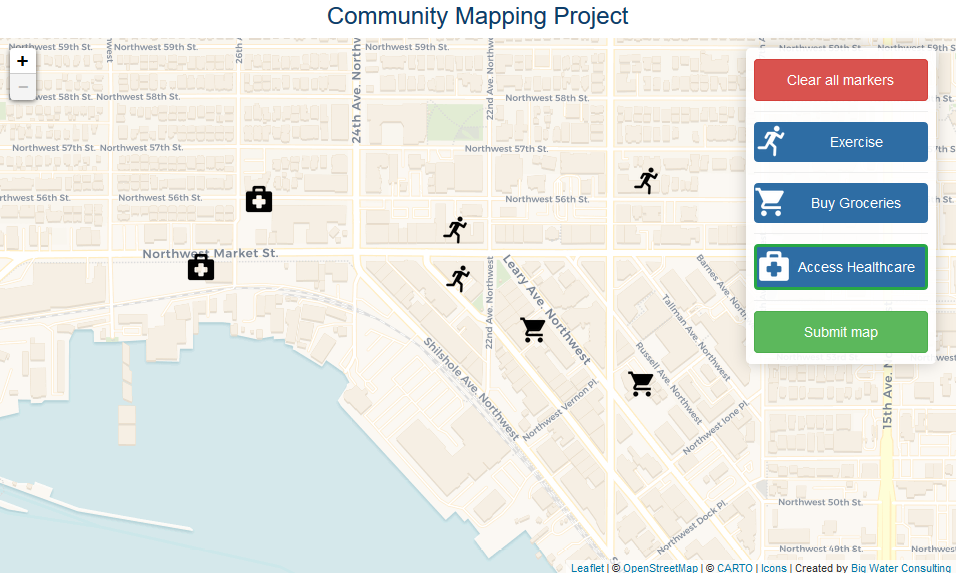 Community Mapping Project
Northwest 59th St.
Northwest 59th St.
Northwest 59th St.
+
−
26th
24th Ave. Northw
22nd Ave. Northwest
Clear all markers
Northwest 58th St.
Northwest 58th St.
Northwest 58th St.
Exercise
Northwest 57th St.
Northwest 57th St.
Northwest 57th St.
Northwest 56th St.
Northwest 56th St.
Northwest 56th St.
Buy Groceries
Northwest Market St.
Access Healthcare
Leary Ave. Northwest
22nd Ave. Northwest
Barnes Ave. Northwest
Tallman Ave. Northwest
Submit map
Shilshole Ave. Northwest
Russell Ave. Northwest
15th Ave. N
Northwest Vernon Pl.
Northwest Ione Pl.
Northwest Dock Pl.
Northwest 50th St.
Northwest 49th St.
Leaflet | © OpenStreetMap | © CARTO | Icons | Created by Big Water Consulting